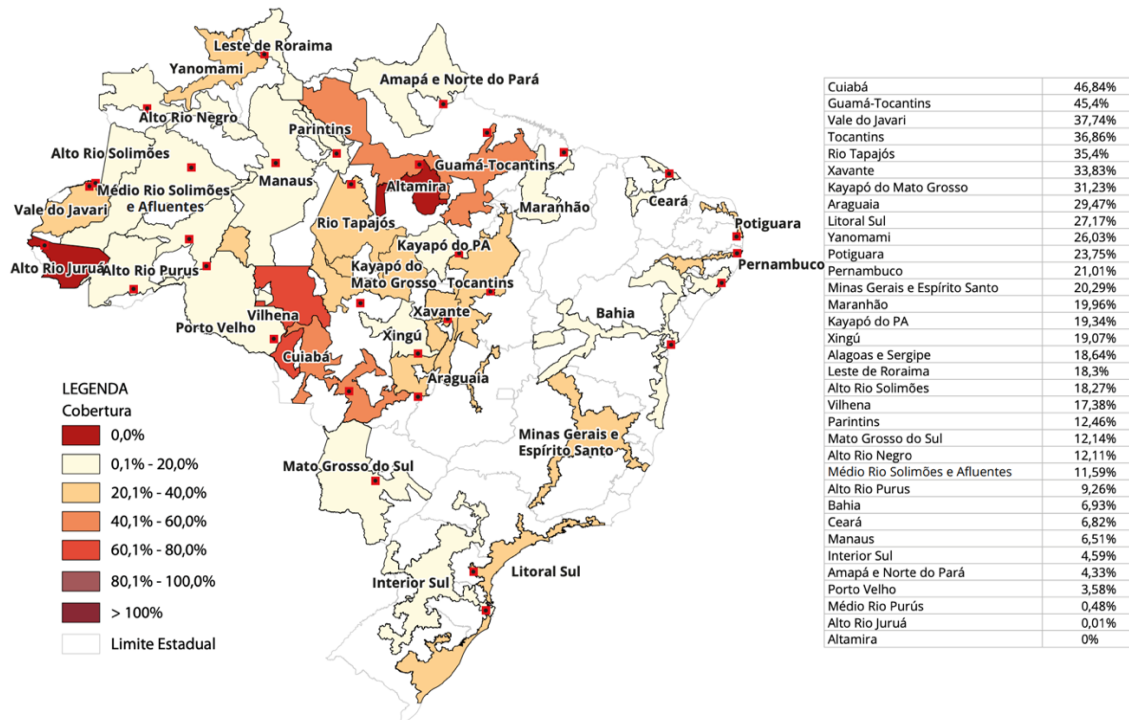 Leste de Roraima
Yanomami
Amapá e Norte do Pará
Alto Rio Negro
Parintins
Alto Rio Solimões
Guamá-Tocantins
Manaus
Altamira
Médio Rio Solimões
e Afluentes
Vale do Javari
Maranhão
Ceará
Rio Tapajós
Potiguara
Kayapó do PA
Pernambuco
Alto Rio Juruá
Alto Rio Purus
Kayapó do
Mato Grosso
Tocantins
Vilhena
Xavante
Bahia
Porto Velho
Xingú
Cuiabá
Araguaia
Minas Gerais e
Espírito Santo
Mato Grosso do Sul
Interior Sul
Litoral Sul
LEGENDA
Cobertura
0,0%
0,1% - 20,0%
20,1% - 40,0%
40,1% - 60,0%
60,1% - 80,0%
80,1% - 100,0%
> 100%
Limite Estadual
Cuiabá 46,84%
Guamá-Tocantins 45,4%
Vale do Javari 37,74%
Tocantins 36,86%
Rio Tapajós 35,4%
Xavante 33,83%
Kayapó do Mato Grosso 31,23%
Araguaia 29,47%
Litoral Sul 27,17%
Yanomami 26,03%
Potiguara 23,75%
Pernambuco 21,01%
Minas Gerais e Espírito Santo 20,29%
Maranhão 19,96%
Kayapó do PA 19,34%
Xingú 19,07%
Alagoas e Sergipe 18,64%
Leste de Roraima 18,3%
Alto Rio Solimões 18,27%
Vilhena 17,38%
Parintins 12,46%
Mato Grosso do Sul 12,14%
Alto Rio Negro 12,11%
Médio Rio Solimões e Afluentes 11,59%
Alto Rio Purus 9,26%
Bahia 6,93%
Ceará 6,82%
Manaus 6,51%
Interior Sul 4,59%
Amapá e Norte do Pará 4,33%
Porto Velho 3,58%
Médio Rio Purús 0,48%
Alto Rio Juruá 0,01%
Altamira 0%